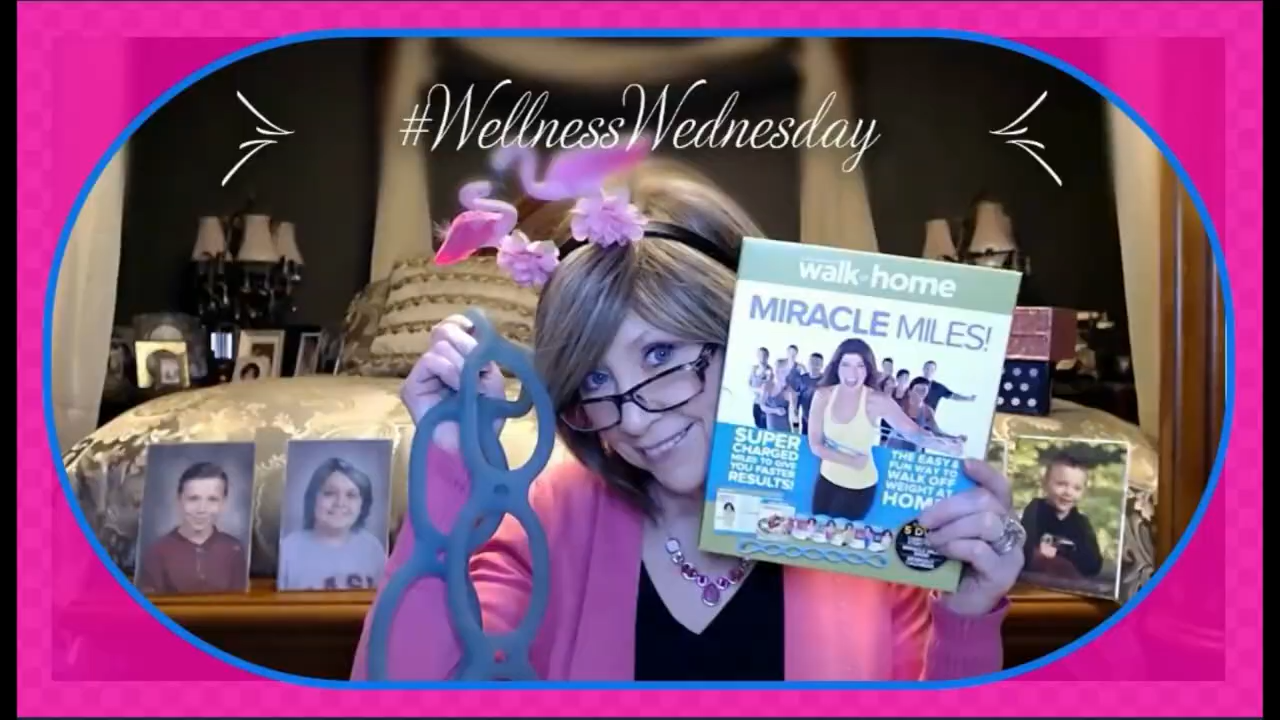 #WellnessWednesday
walk at home
MIRACLE MILES!
SUPER
CHARGED
MILES TO GIVE
YOU FASTER
RESULTS!
THE EASY &
FUN WAY TO
WALK OFF
WEIGHT AT
HOM